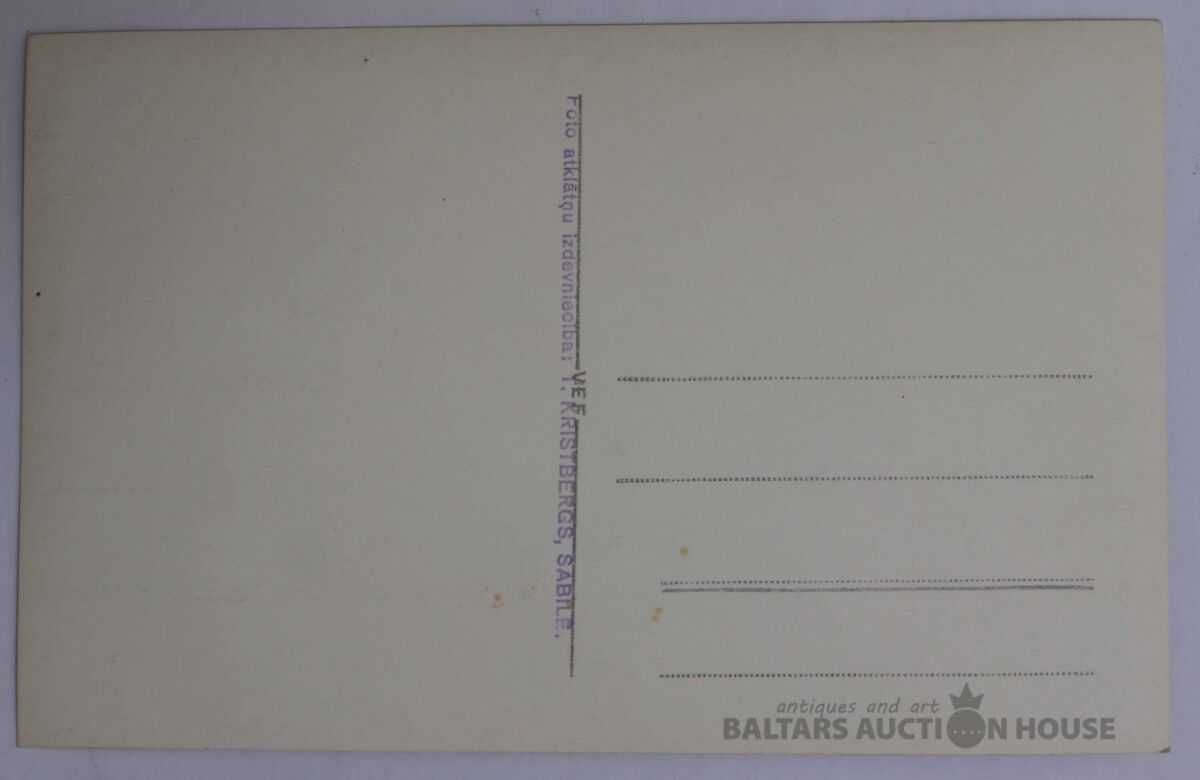 Foto atklātņu izdevniecība: T. KRISTBERGS, SABILE.
VEF
antiques and art
BALTARS AUCTION HOUSE